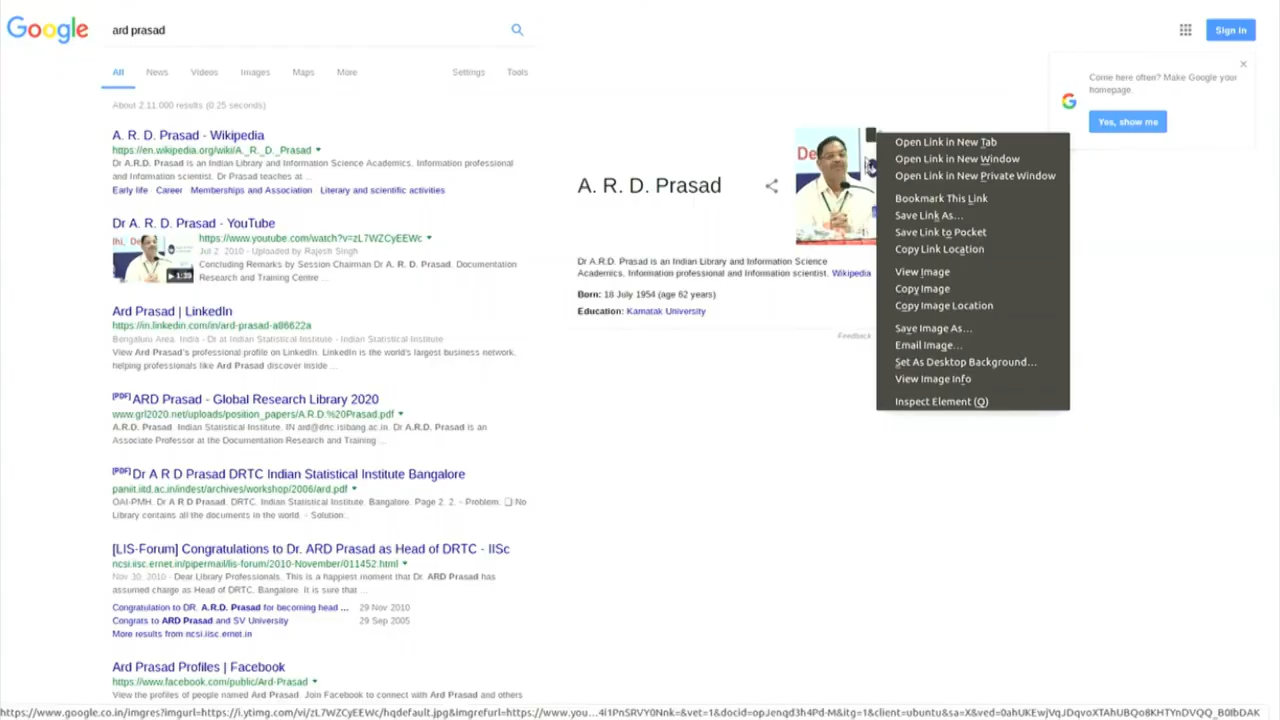 Google
ard prasad
Sign in
All News Videos Images Maps More Settings Tools
About 2,11,000 results (0.25 seconds)
Come here often? Make Google your
homepage.
Yes, show me
A. R. D. Prasad - Wikipedia
https://en.wikipedia.org/wiki/A._R._D._Prasad
Dr A.R.D. Prasad is an Indian Library and Information Science Academics. Information professional
and Information scientist. Dr Prasad teaches at ...
Early life Career Memberships and Association Literary and scientific activities
Dr A. R. D. Prasad - YouTube
https://www.youtube.com/watch?v=zL7WZCyEEWc
Jul 2, 2010 - Uploaded by Rajesh Singh
Concluding Remarks by Session Chairman Dr A. R. D. Prasad. Documentation
Research and Training Centre ...
lhi, De
1:39
Ard Prasad | LinkedIn
https://in.linkedin.com/in/ard-prasad-a86622a
Bengaluru Area, India - Dr at Indian Statistical Institute - Indian Statistical Institute
View Ard Prasad's professional profile on LinkedIn. LinkedIn is the world's largest business network,
helping professionals like Ard Prasad discover inside ...
[PDF] ARD Prasad - Global Research Library 2020
www.grl2020.net/uploads/position_papers/A.R.D.%20Prasad.pdf
A.R.D. Prasad. Indian Statistical Institute. IN ard@drtc.isibang.ac.in. Dr A.R.D. Prasad is an
Associate Professor at the Documentation Research and Training ...
[PDF] Dr A R D Prasad DRTC Indian Statistical Institute Bangalore
paniit.iitd.ac.in/indest/archives/workshop/2006/ard.pdf
OAI-PMH. Dr A R D Prasad. DRTC. Indian Statistical Institute. Bangalore. Page 2. 2. - Problem. ❑ No
Library contains all the documents in the world. - Solution:.
[LIS-Forum] Congratulations to Dr. ARD Prasad as Head of DRTC - IISc
ncsi.iisc.ernet.in/pipermail/lis-forum/2010-November/011452.html
Nov 30, 2010 - Dear Library Professionals, This is a happiest moment that Dr. ARD Prasad has
assumed charge as Head of DRTC, Bangalore. It is sure that ...
Congratulation to DR. A.R.D. Prasad for becoming head ... 29 Nov 2010
Congrats to ARD Prasad and SV University 29 Sep 2005
More results from ncsi.iisc.ernet.in
Ard Prasad Profiles | Facebook
https://www.facebook.com/public/Ard-Prasad
View the profiles of people named Ard Prasad. Join Facebook to connect with Ard Prasad and others
A. R. D. Prasad
De
Dr A.R.D. Prasad is an Indian Library and Information Science
Academics. Information professional and Information scientist. Wikipedia
Born: 18 July 1954 (age 62 years)
Education: Karnatak University
Feedback
Open Link in New Tab
Open Link in New Window
Open Link in New Private Window
Bookmark This Link
Save Link As...
Save Link to Pocket
Copy Link Location
View Image
Copy Image
Copy Image Location
Save Image As...
Email Image...
Set As Desktop Background...
View Image Info
Inspect Element (Q)